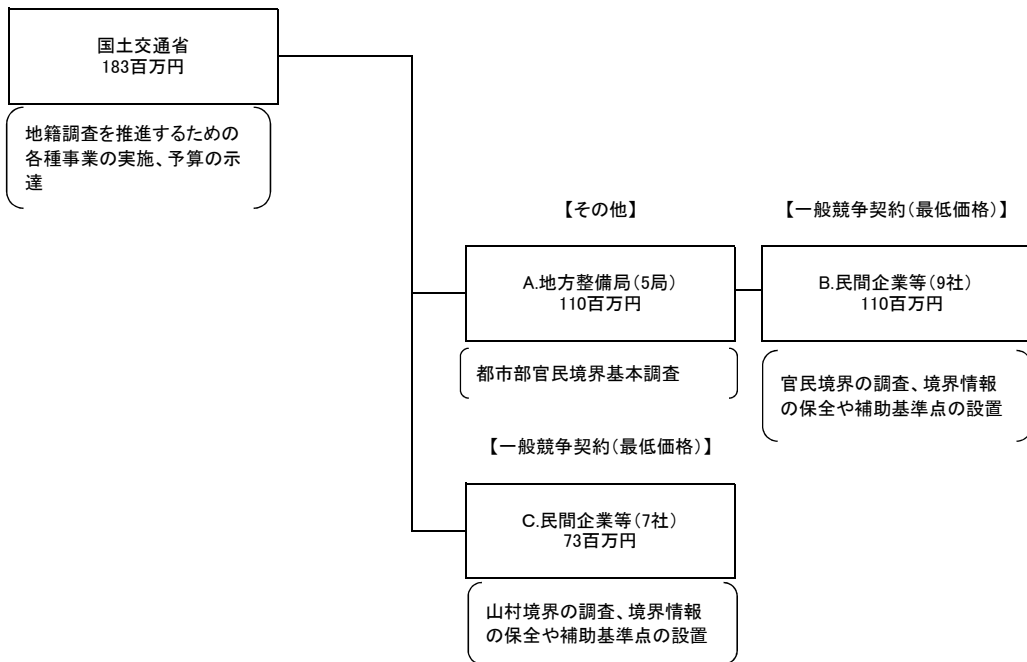 国土交通省
183百万円
地籍調査を推進するための
各種事業の実施、予算の示
達
【その他】
【一般競争契約（最低価格）】
A.地方整備局（5局）
110百万円
B.民間企業等（9社）
110百万円
都市部官民境界基本調査
官民境界の調査、境界情報
の保全や補助基準点の設置
【一般競争契約（最低価格）】
C.民間企業等（7社）
73百万円
山村境界の調査、境界情報
の保全や補助基準点の設置